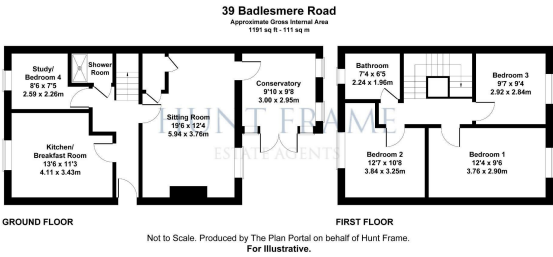 39 Badlesmere Road
Approximate Gross Internal Area
1191 sq ft - 111 sq m
Study/
Bedroom 4
8'6 x 7'5
2.59 x 2.26m
Shower
Room
Kitchen/
Breakfast Room
13'6 x 11'3
4.11 x 3.43m
Sitting Room
19'6 x 12'4
5.94 x 3.76m
Conservatory
9'10 x 9'8
3.00 x 2.95m
Bathroom
7'4 x 6'5
2.24 x 1.96m
Bedroom 3
9'7 x 9'4
2.92 x 2.84m
Bedroom 2
12'7 x 10'8
3.84 x 3.25m
Bedroom 1
12'4 x 9'6
3.76 x 2.90m
HUNT FRAME
ESTATE AGENTS
GROUND FLOOR
FIRST FLOOR
Not to Scale. Produced by The Plan Portal on behalf of Hunt Frame.
For Illustrative.